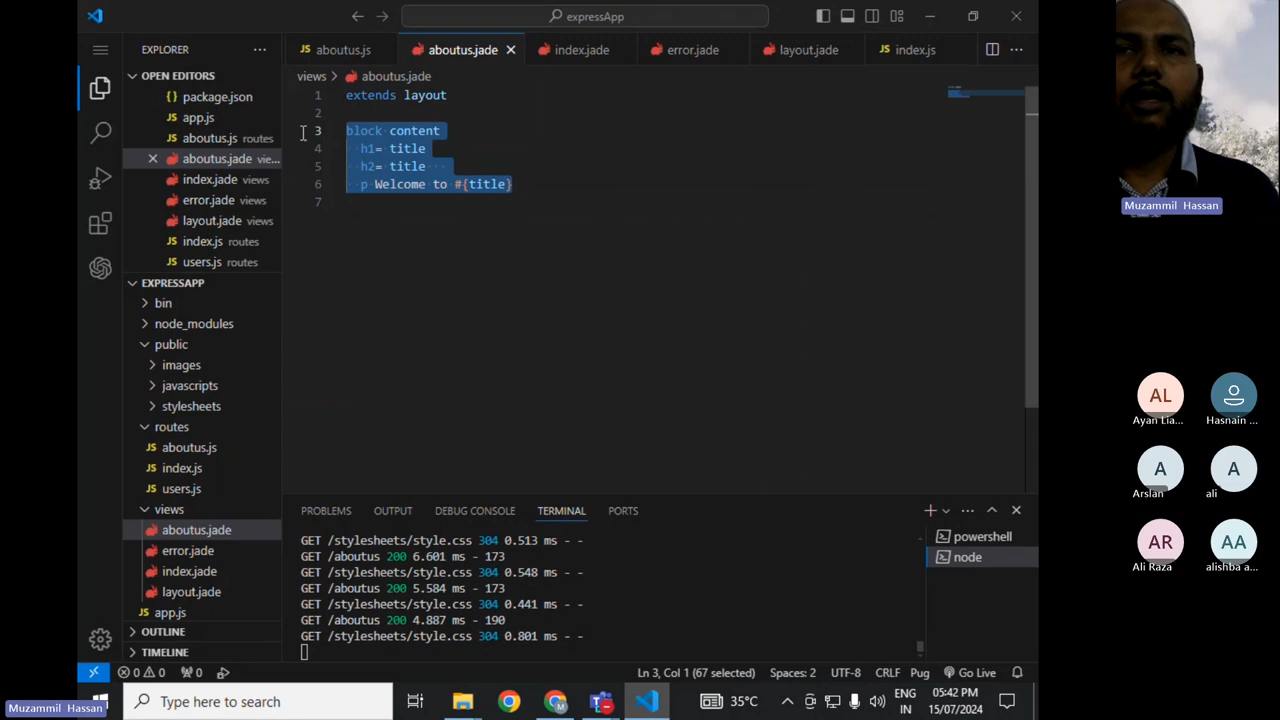 expressApp
EXPLORER
aboutus.js
aboutus.jade
index.jade
error.jade
layout.jade
index.js
OPEN EDITORS
package.json
app.js
aboutus.js routes
aboutus.jade vie...
index.jade views
error.jade views
layout.jade views
index.js routes
users.js routes
EXPRESSAPP
bin
node_modules
public
images
javascripts
stylesheets
routes
aboutus.js
index.js
users.js
views
aboutus.jade
error.jade
index.jade
layout.jade
app.js
OUTLINE
TIMELINE
views > aboutus.jade
1 extends layout
2
3 block content
4 h1= title
5 h2= title
6 p Welcome to #{title}
7
PROBLEMS OUTPUT DEBUG CONSOLE TERMINAL PORTS
GET /stylesheets/style.css 304 0.513 ms - -
GET /aboutus 200 6.601 ms - 173
GET /stylesheets/style.css 304 0.548 ms - -
GET /aboutus 200 5.584 ms - 173
GET /stylesheets/style.css 304 0.441 ms - -
GET /aboutus 200 4.887 ms - 190
GET /stylesheets/style.css 304 0.801 ms - -
powershell
node
0 0 0
Ln 3, Col 1 (67 selected) Spaces: 2 UTF-8 CRLF Pug Go Live
Type here to search
35°C
ENG
IN
05:42 PM
15/07/2024
Muzammil Hassan
Muzammil Hassan
AL
Ayan Lia...
Hasnain ...
A
Arslan
A
ali
AR
Ali Raza
AA
alishba a...